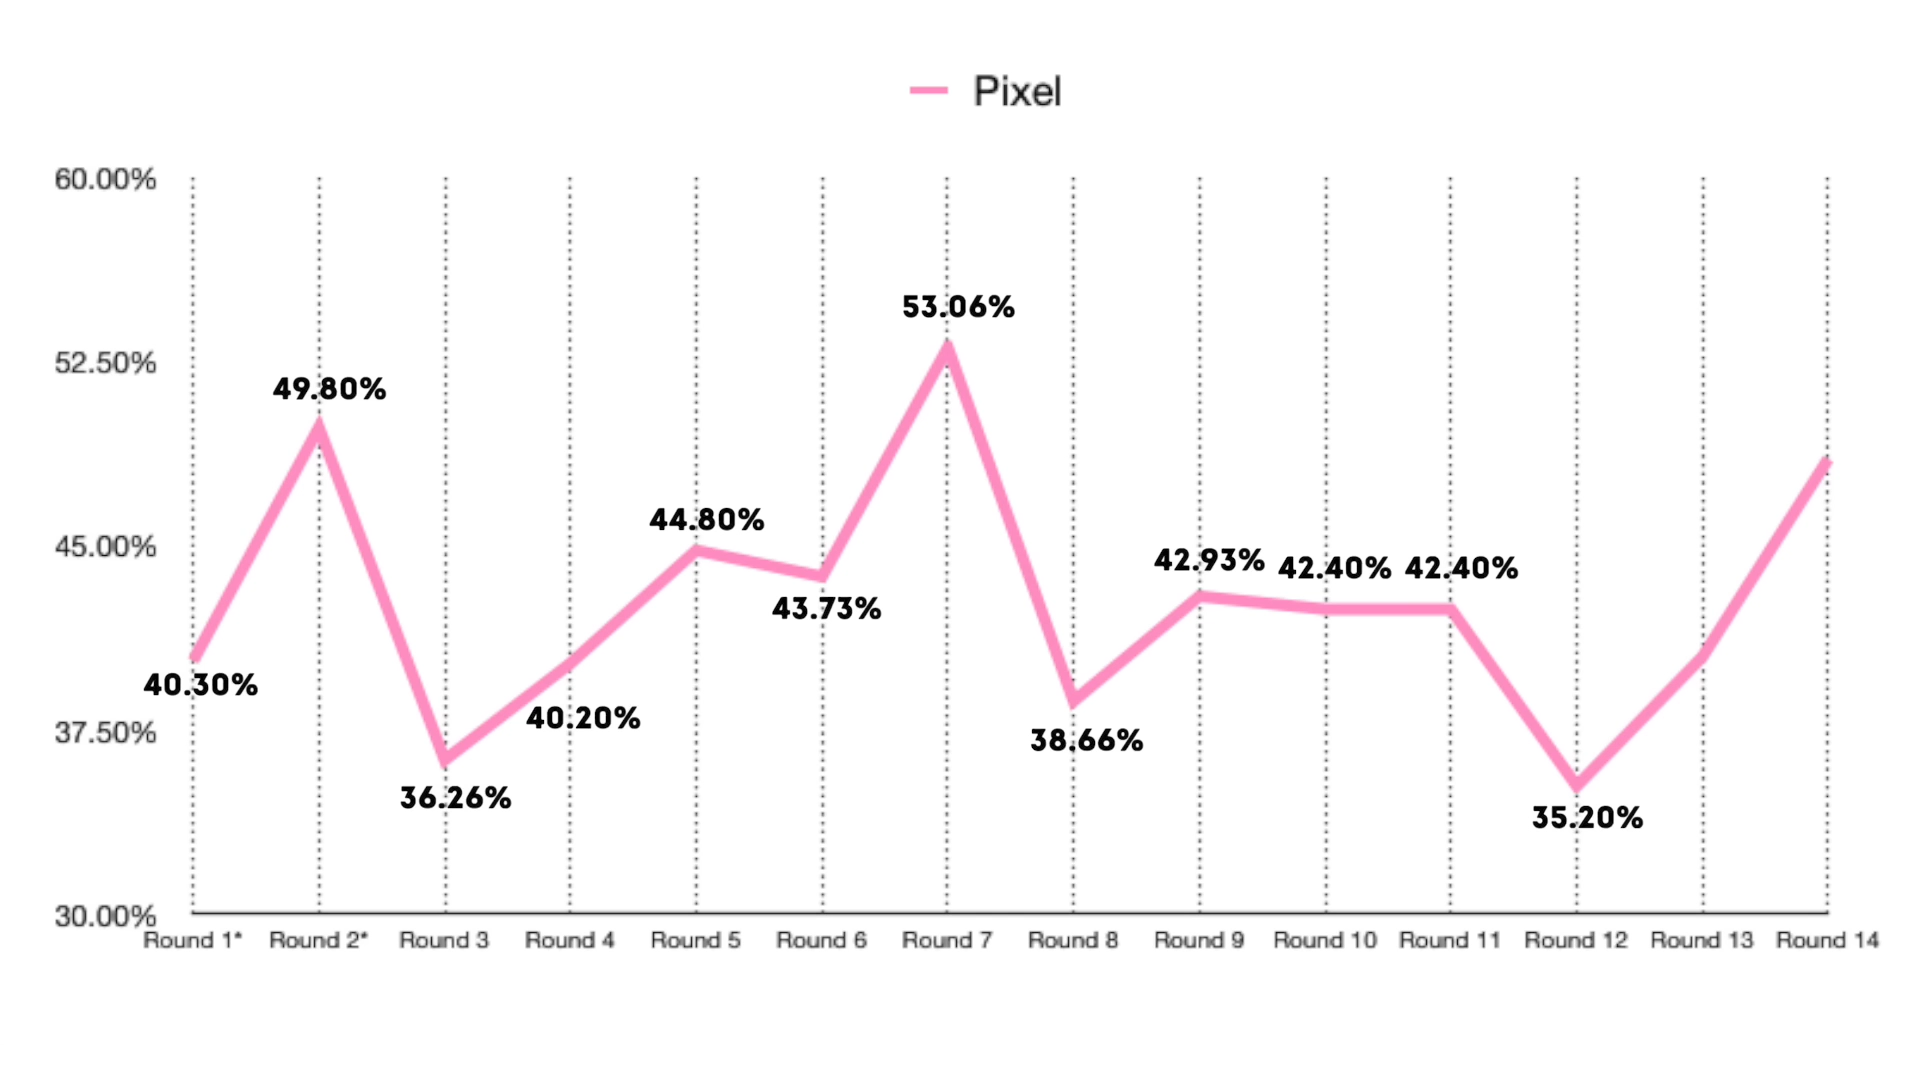 Pixel
60.00%
52.50%
45.00%
37.50%
30.00%
40.30%
49.80%
36.26%
40.20%
44.80%
43.73%
53.06%
38.66%
42.93%
42.40%
42.40%
35.20%
Round 1*
Round 2*
Round 3
Round 4
Round 5
Round 6
Round 7
Round 8
Round 9
Round 10
Round 11
Round 12
Round 13
Round 14